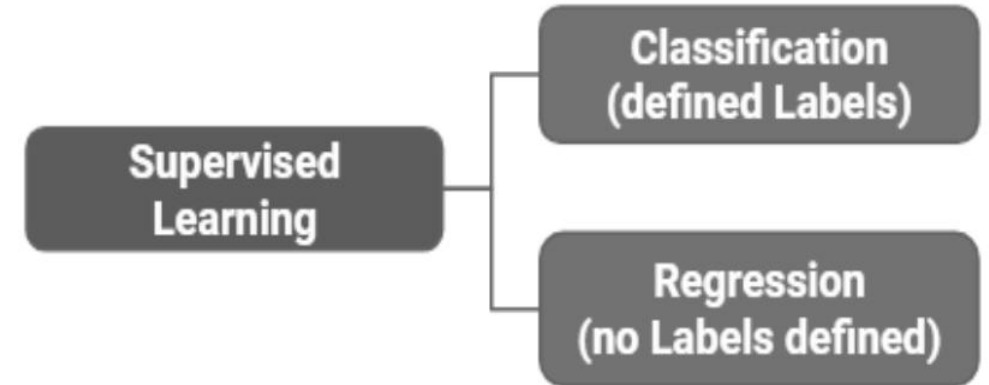 Supervised
Learning
Classification
(defined Labels)
Regression
(no Labels defined)